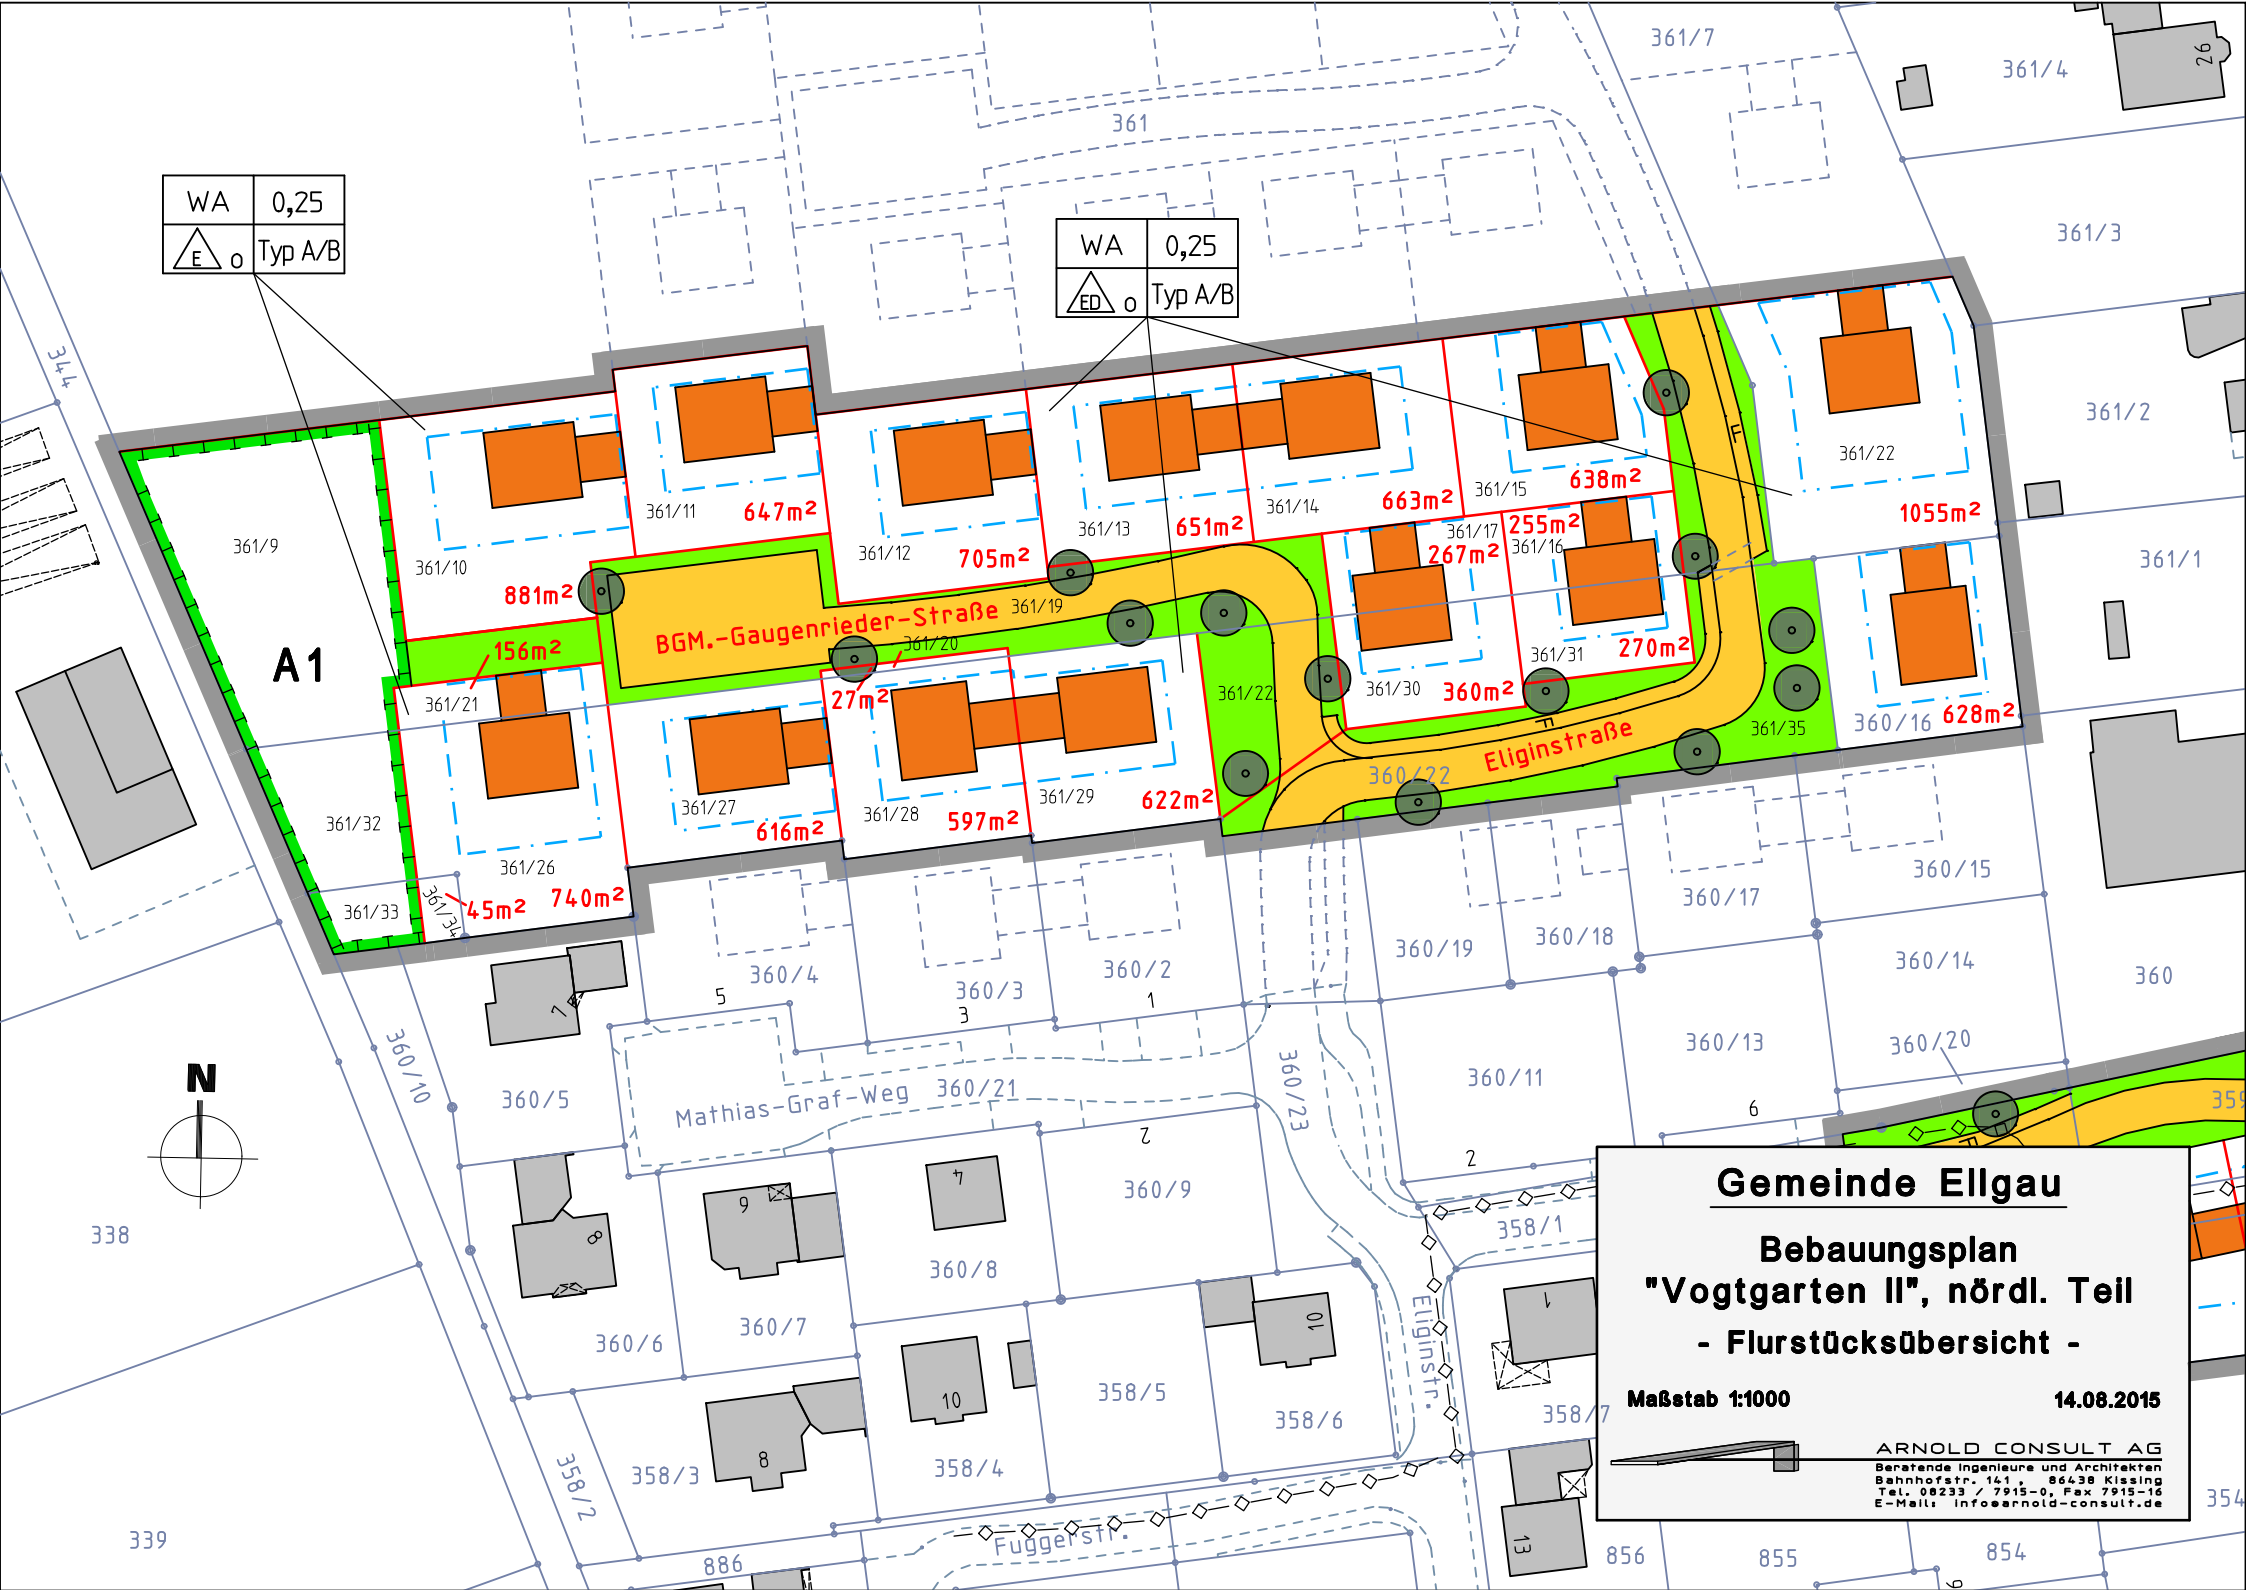 361/7
361/4
26
361
361/3
WA 0,25
E o Typ A/B
WA 0,25
ED o Typ A/B
344
361/2
361/1
361/9
361/10
881m²
361/11
647m²
361/12
705m²
361/13
651m²
361/14
663m²
361/15
638m²
361/17
267m²
255m²
361/16
361/22
1055m²
F
A1
156m²
361/21
BGM.-Gaugenrieder-Straße
361/19
361/20
27m²
361/22
361/30
360m²
361/31
270m²
361/35
360/16
628m²
361/32
361/33
361/34
45m²
361/26
740m²
361/27
616m²
361/28
597m²
361/29
622m²
360/22
Eliginstraße
F
360/15
360/17
360/18
360/19
360/14
360
360/4
360/3
360/2
5
3
1
7
360/10
360/5
Mathias-Graf-Weg
360/21
360/23
360/11
360/13
360/20
6
359
N
2
2
4
6
8
360/9
360/8
360/7
360/6
358/1
338
339
Eliginstr.
1
10
10
8
358/5
358/6
358/7
358/4
358/3
358/2
Fuggerstr.
886
13
856
855
854
354
9
F
Gemeinde Ellgau
Bebauungsplan
"Vogtgarten II", nördl. Teil
- Flurstücksübersicht -
Maßstab 1:1000 14.08.2015
ARNOLD CONSULT AG
Beratende Ingenieure und Architekten
Bahnhofstr. 141 , 86438 Kissing
Tel. 08233 / 7915-0, Fax 7915-16
E-Mail: info@arnold-consult.de